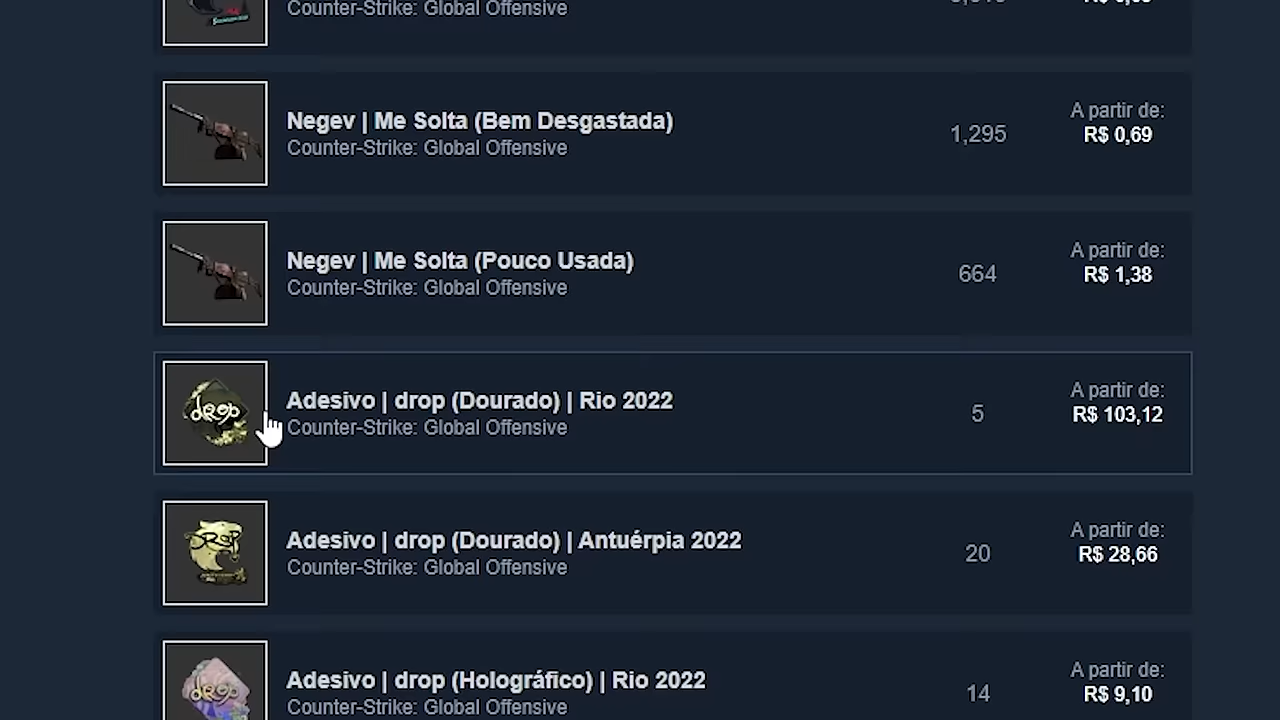 Counter-Strike: Global Offensive
Negev | Me Solta (Bem Desgastada)
Counter-Strike: Global Offensive
1,295
A partir de:
R$ 0,69
Negev | Me Solta (Pouco Usada)
Counter-Strike: Global Offensive
664
A partir de:
R$ 1,38
drop
Adesivo | drop (Dourado) | Rio 2022
Counter-Strike: Global Offensive
5
A partir de:
R$ 103,12
DROP
Adesivo | drop (Dourado) | Antuérpia 2022
Counter-Strike: Global Offensive
20
A partir de:
R$ 28,66
drop
Adesivo | drop (Holográfico) | Rio 2022
Counter-Strike: Global Offensive
14
A partir de:
R$ 9,10